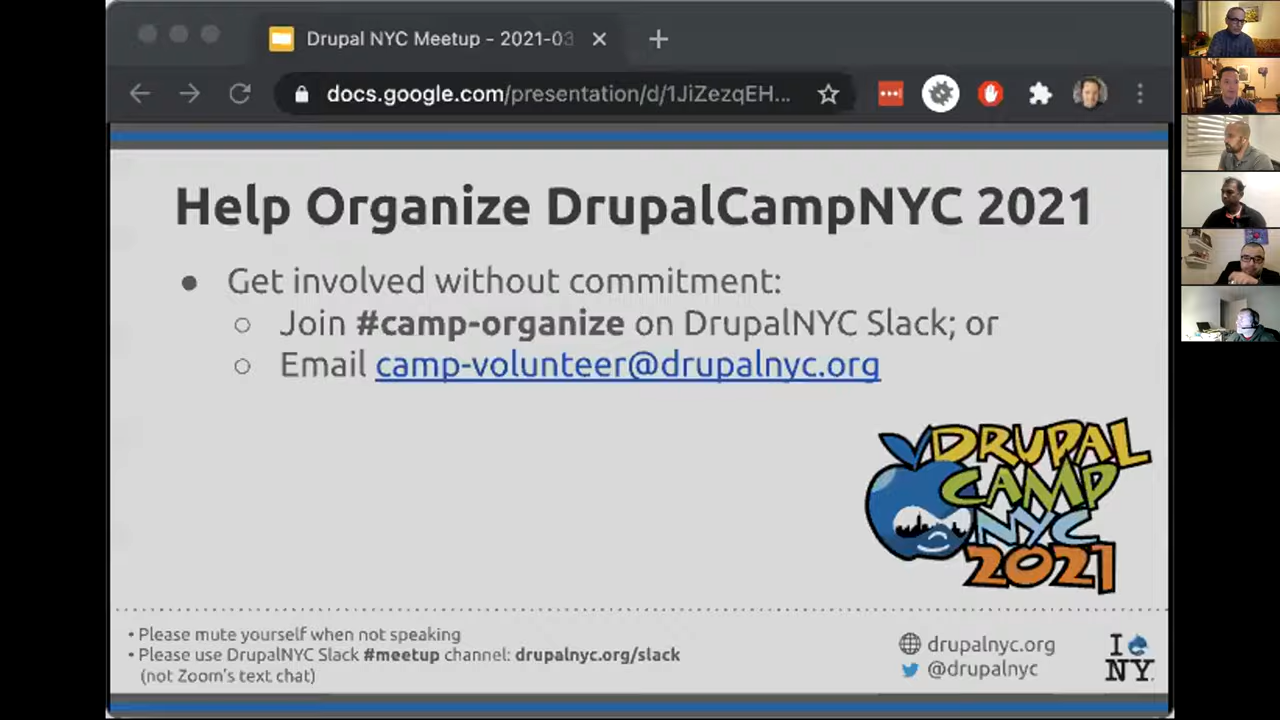 Drupal NYC Meetup - 2021-03
docs.google.com/presentation/d/1JiZezqEH...
Help Organize DrupalCampNYC 2021
● Get involved without commitment:
○ Join #camp-organize on DrupalNYC Slack; or
○ Email camp-volunteer@drupalnyc.org
DRUPAL
CAMP
NYC
2021
• Please mute yourself when not speaking
• Please use DrupalNYC Slack #meetup channel: drupalnyc.org/slack
(not Zoom's text chat)
drupalnyc.org
@drupalnyc
I
NY